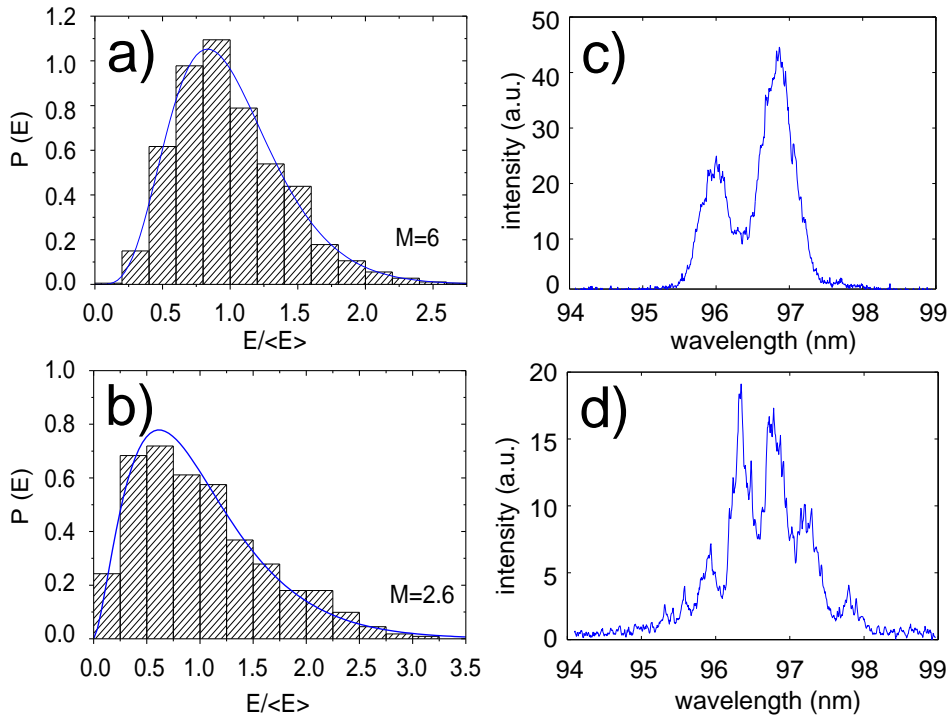 a)
P (E)
1.2
1.0
0.8
0.6
0.4
0.2
0.0
M=6
0.0 0.5 1.0 1.5 2.0 2.5
E/<E>
c)
intensity (a.u.)
50
40
30
20
10
0
94 95 96 97 98 99
wavelength (nm)
b)
P (E)
1.0
0.8
0.6
0.4
0.2
0.0
M=2.6
0.0 0.5 1.0 1.5 2.0 2.5 3.0 3.5
E/<E>
d)
intensity (a.u.)
20
15
10
5
0
94 95 96 97 98 99
wavelength (nm)